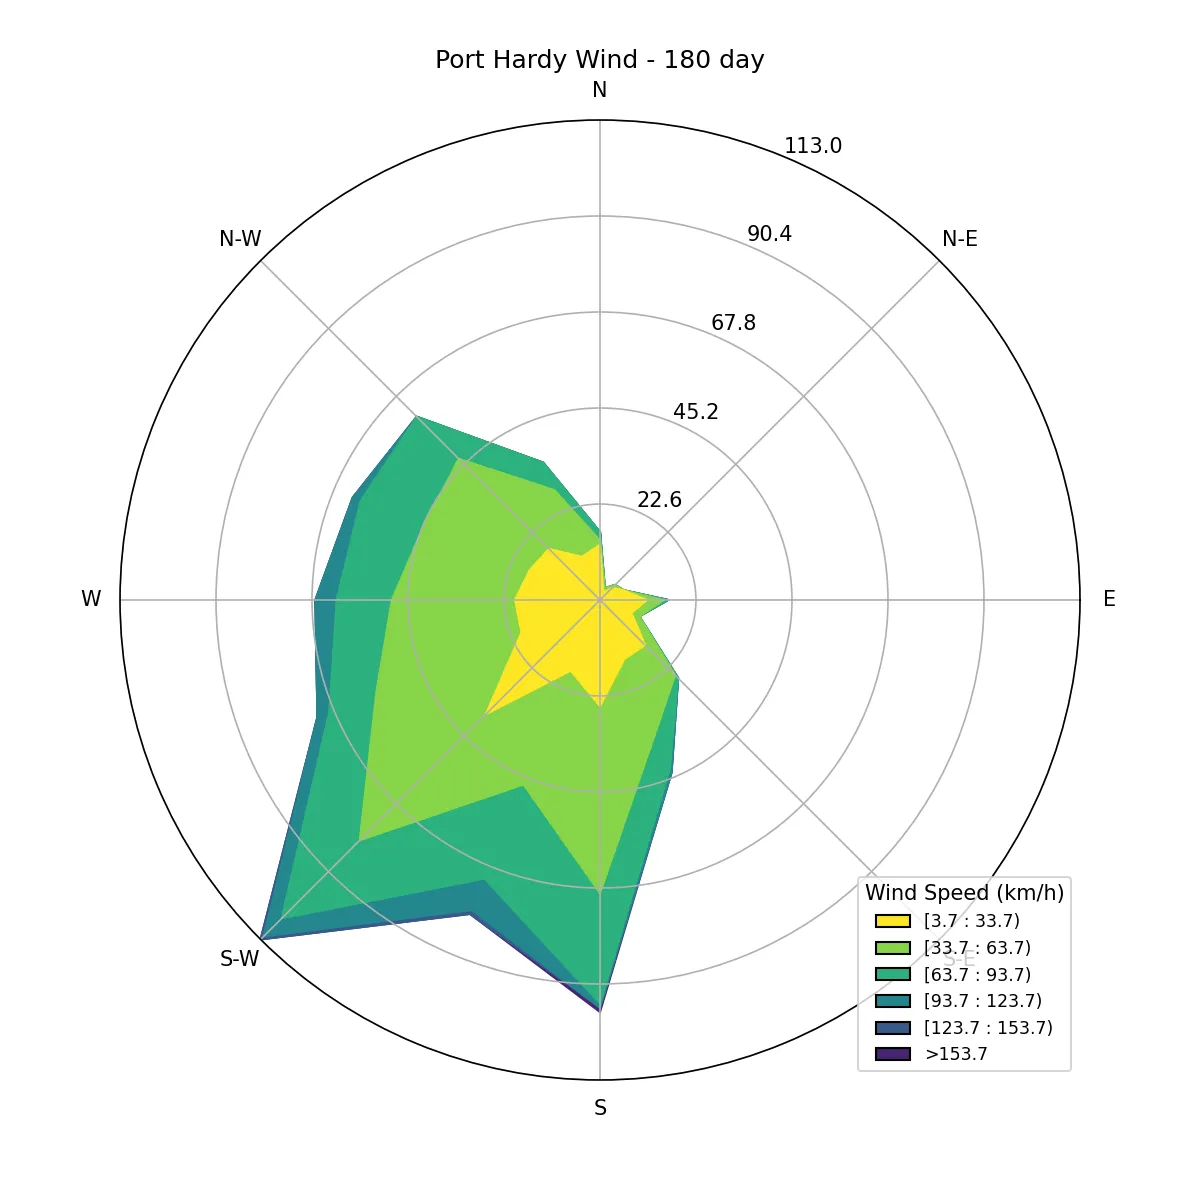 Port Hardy Wind - 180 day
N
113.0
N-W
90.4
N-E
67.8
45.2
22.6
W
E
Wind Speed (km/h)
[3.7 : 33.7)
[33.7 : 63.7)
S-W
S-E
[63.7 : 93.7)
[93.7 : 123.7)
[123.7 : 153.7)
>153.7
S